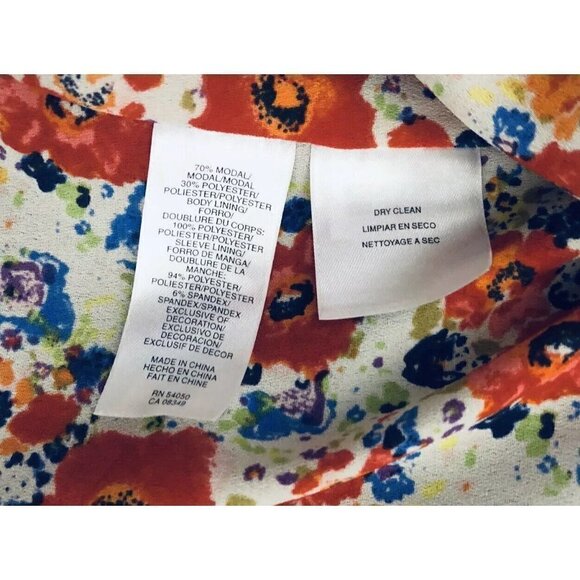 70% MODAL/
MODAL/MODAL
30% POLYESTER/
POLIESTER/POLYESTER
BODY LINING/
FORRO/
DOUBLURE DU CORPS:
100% POLYESTER/
POLIESTER/POLYESTER
SLEEVE LINING/
FORRO DE MANGA/
DOUBLURE DE LA
MANCHE:
94% POLYESTER/
POLIESTER/POLYESTER
6% SPANDEX/
SPANDEX/SPANDEX
EXCLUSIVE OF
DECORATION/
EXCLUSIVO DE
DECORACION/
EXCLUSIF DE DECOR
MADE IN CHINA
HECHO EN CHINA
FAIT EN CHINE
RN 54050
CA 08349
DRY CLEAN
LIMPIAR EN SECO
NETTOYAGE A SEC